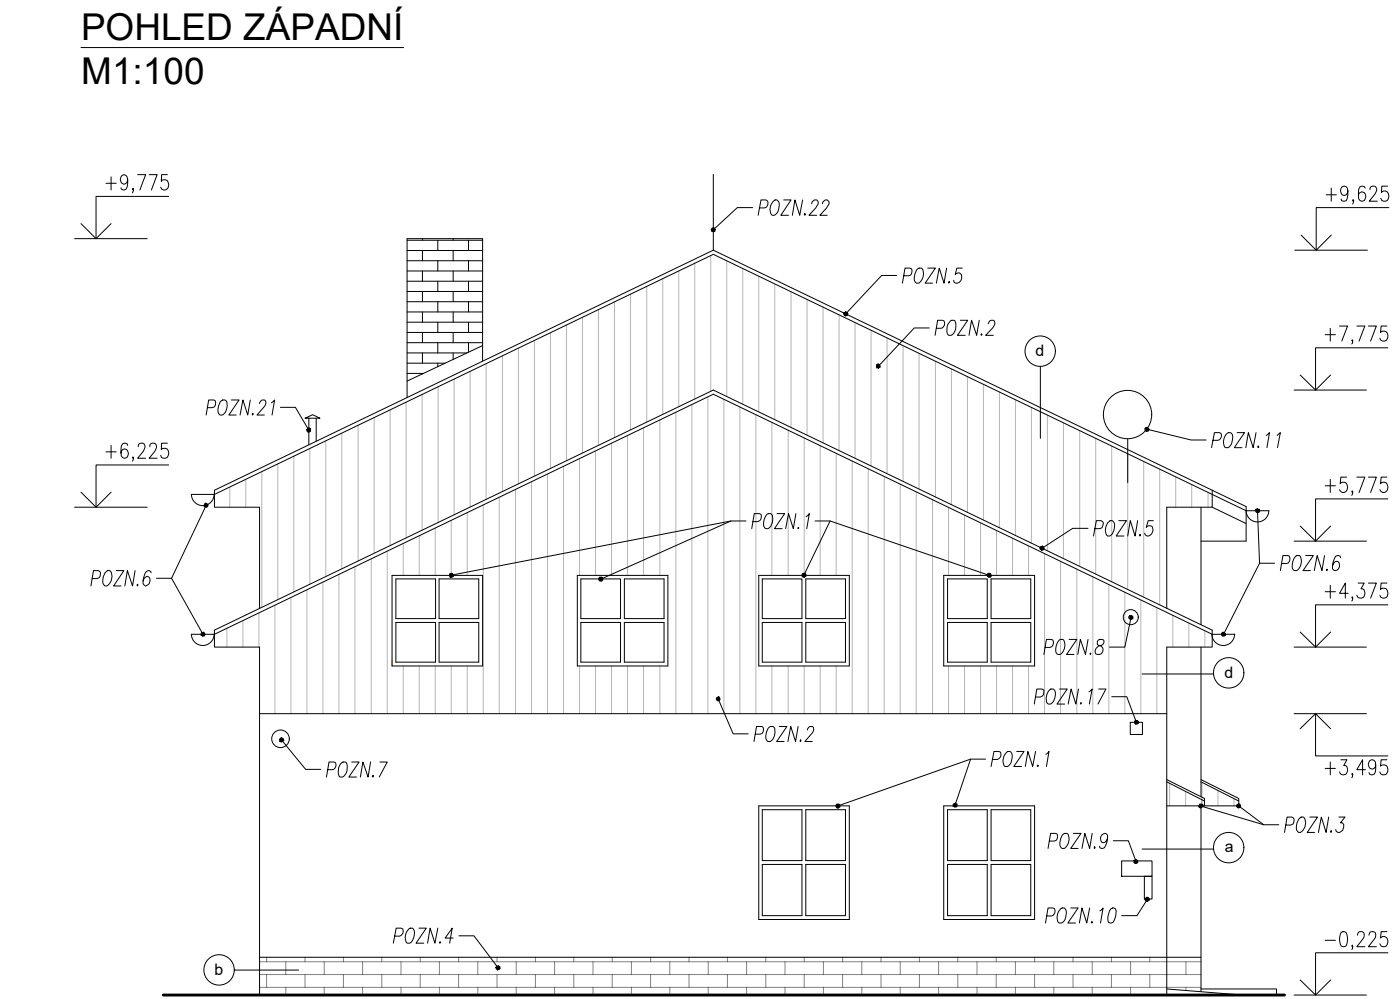 POHLED ZÁPADNÍ
M1:100
+9,775
+9,625
POZN.22
POZN.5
POZN.2
d
+7,775
POZN.21
POZN.11
+6,225
+5,775
POZN.1
POZN.5
POZN.6
POZN.6
+4,375
POZN.8
d
POZN.17
POZN.2
POZN.7
POZN.1
+3,495
POZN.3
POZN.9
a
POZN.10
POZN.4
-0,225
b